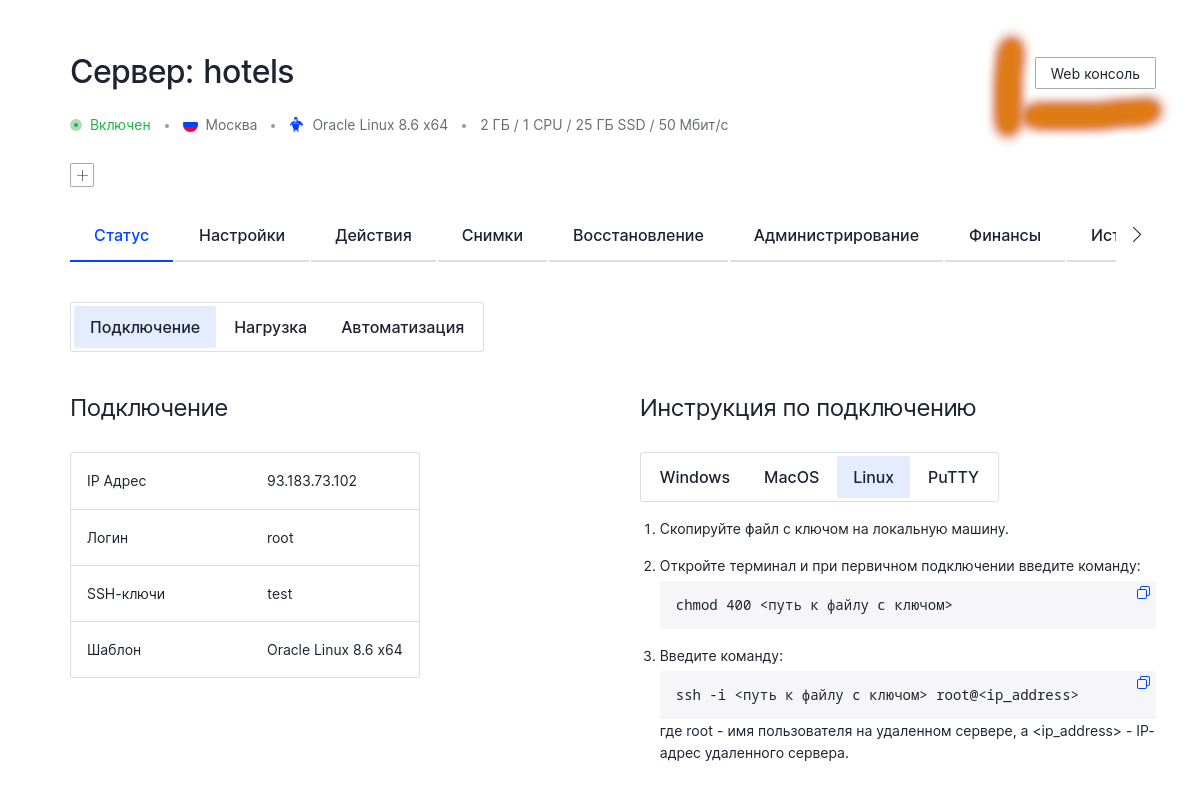 Сервер: hotels
Web консоль
Включен • Москва • Oracle Linux 8.6 x64 • 2 ГБ / 1 CPU / 25 ГБ SSD / 50 Мбит/с
Статус Настройки Действия Снимки Восстановление Администрирование Финансы Ист
Подключение Нагрузка Автоматизация
Подключение
IP Адрес 93.183.73.102
Логин root
SSH-ключи test
Шаблон Oracle Linux 8.6 x64
Инструкция по подключению
Windows MacOS Linux PuTTY
1. Скопируйте файл с ключом на локальную машину.
2. Откройте терминал и при первичном подключении введите команду:
chmod 400 <путь к файлу с ключом>
3. Введите команду:
ssh -i <путь к файлу с ключом> root@<ip_address>
где root - имя пользователя на удаленном сервере, а <ip_address> - IP-
адрес удаленного сервера.